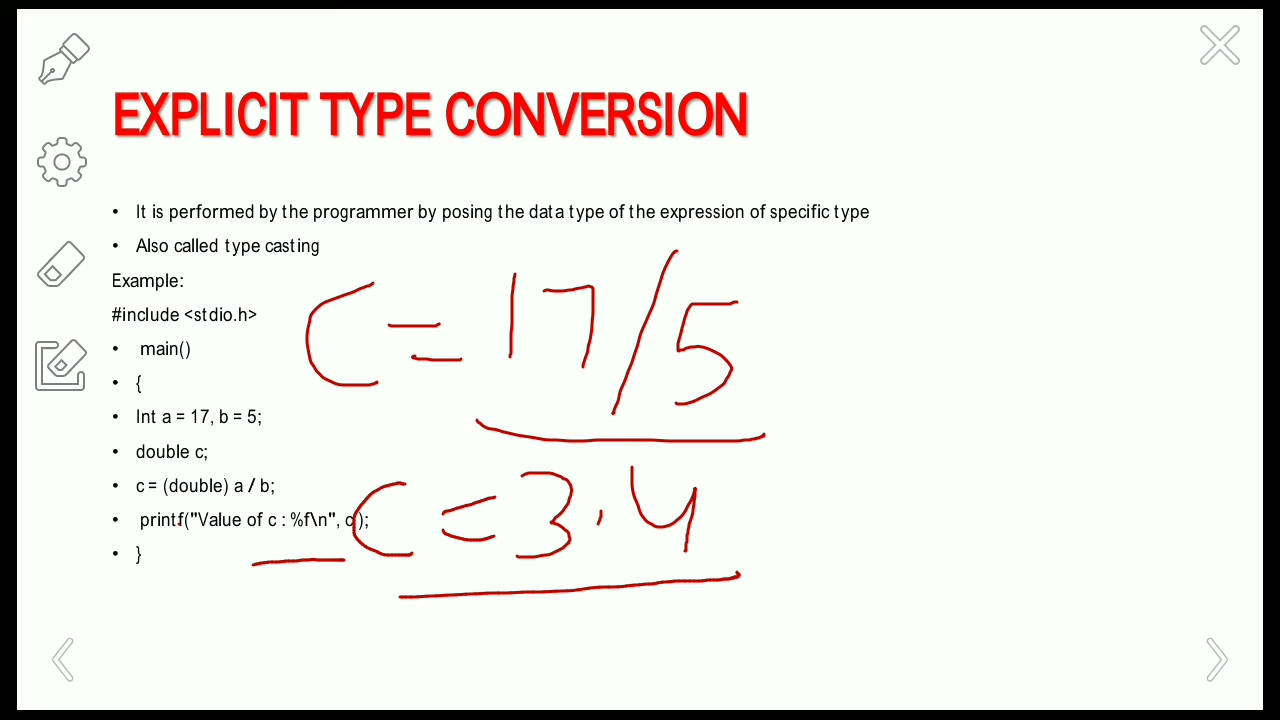 EXPLICIT TYPE CONVERSION
• It is performed by the programmer by posing the data type of the expression of specific type
• Also called type casting
Example:
#include <stdio.h>
• main()
• {
• Int a = 17, b = 5;
• double c;
• c = (double) a / b;
• printf("Value of c : %f\n", c );
• }
C = 17/5
C = 3.4